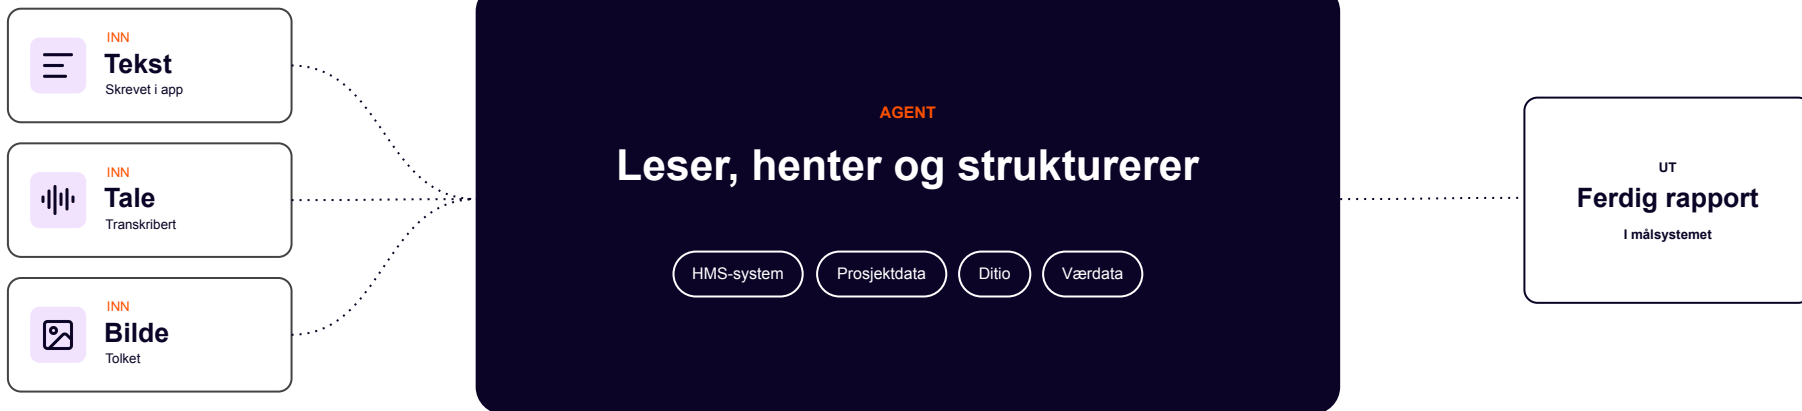 INN
Tekst
Skrevet i app
INN
Tale
Transkribert
INN
Bilde
Tolket
AGENT
Leser, henter og strukturerer
HMS-system
Prosjektdata
Ditio
Værdata
UT
Ferdig rapport
I målsystemet